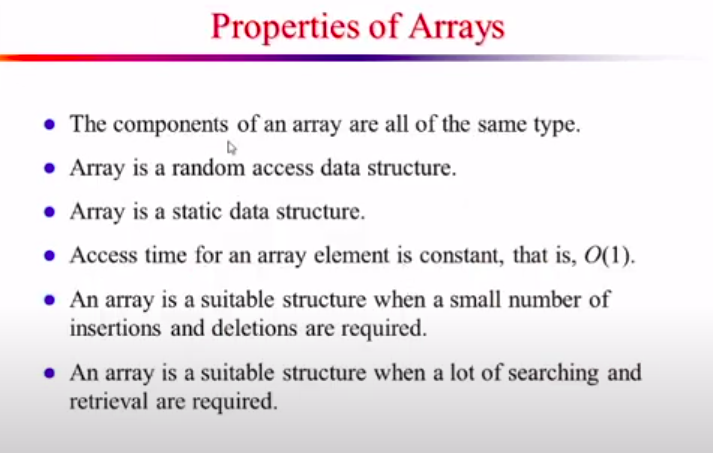 Properties of Arrays
• The components of an array are all of the same type.
• Array is a random access data structure.
• Array is a static data structure.
• Access time for an array element is constant, that is, O(1).
• An array is a suitable structure when a small number of
insertions and deletions are required.
• An array is a suitable structure when a lot of searching and
retrieval are required.